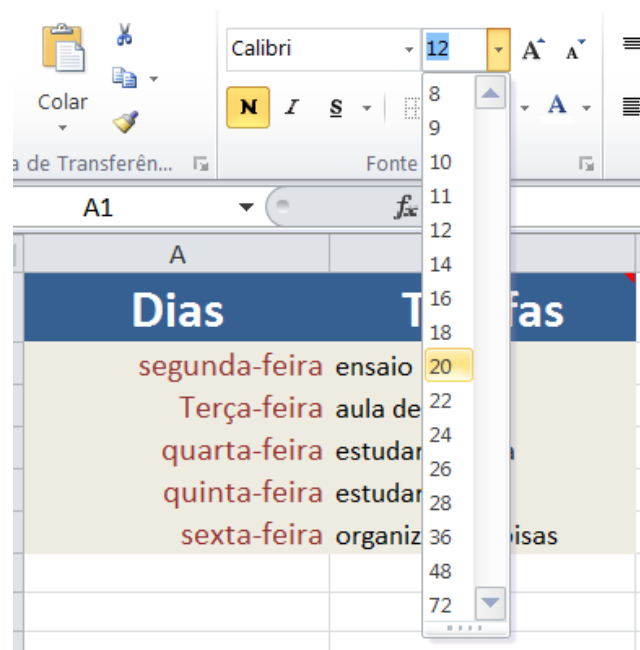 Calibri 12 A A
Colar N I S A
de Transferên... Fonte
A1 fx
A
Dias T fas
segunda-feira ensaio
Terça-feira aula de
quarta-feira estudar
quinta-feira estudar
sexta-feira organiz isas
8
9
10
11
12
14
16
18
20
22
24
26
28
36
48
72